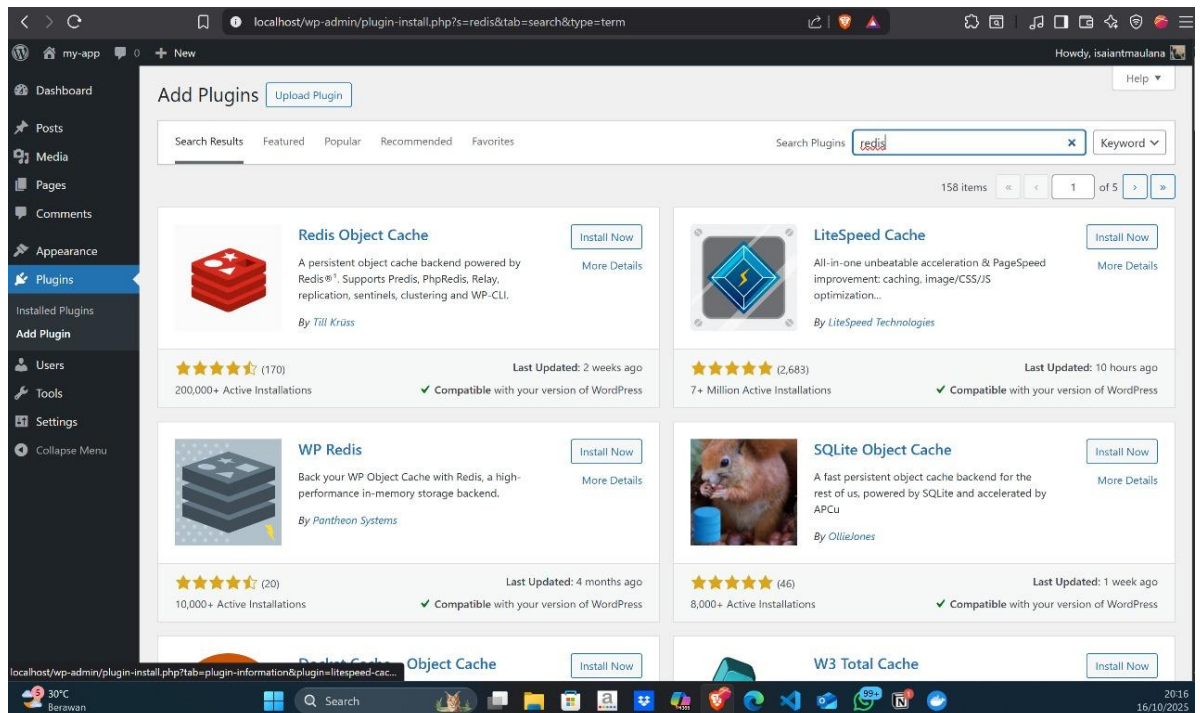 localhost/wp-admin/plugin-install.php?s=redis&tab=search&type=term
my-app 0 + New
Howdy, isaiantmaulana
Help
Dashboard
Posts
Media
Pages
Comments
Appearance
Plugins
Installed Plugins
Add Plugin
Users
Tools
Settings
Collapse Menu
Add Plugins Upload Plugin
Search Results Featured Popular Recommended Favorites
Search Plugins redis Keyword
158 items « ‹ 1 of 5 › »
Redis Object Cache
Install Now
A persistent object cache backend powered by
More Details
Redis®¹. Supports Predis, PhpRedis, Relay,
replication, sentinels, clustering and WP-CLI.
By Till Krüss
(170)
Last Updated: 2 weeks ago
200,000+ Active Installations
Compatible with your version of WordPress
LiteSpeed Cache
Install Now
All-in-one unbeatable acceleration & PageSpeed
More Details
improvement: caching, image/CSS/JS
optimization...
By LiteSpeed Technologies
(2,683)
Last Updated: 10 hours ago
7+ Million Active Installations
Compatible with your version of WordPress
WP Redis
Install Now
Back your WP Object Cache with Redis, a high-
More Details
performance in-memory storage backend.
By Pantheon Systems
(20)
Last Updated: 4 months ago
10,000+ Active Installations
Compatible with your version of WordPress
SQLite Object Cache
Install Now
A fast persistent object cache backend for the
More Details
rest of us, powered by SQLite and accelerated by
APCu
By OllieJones
(46)
Last Updated: 1 week ago
8,000+ Active Installations
Compatible with your version of WordPress
Object Cache
Install Now
W3 Total Cache
Install Now
localhost/wp-admin/plugin-install.php?tab=plugin-information&plugin=litespeed-cac...
30°C
Berawan
Search
99+
20:16
16/10/2025